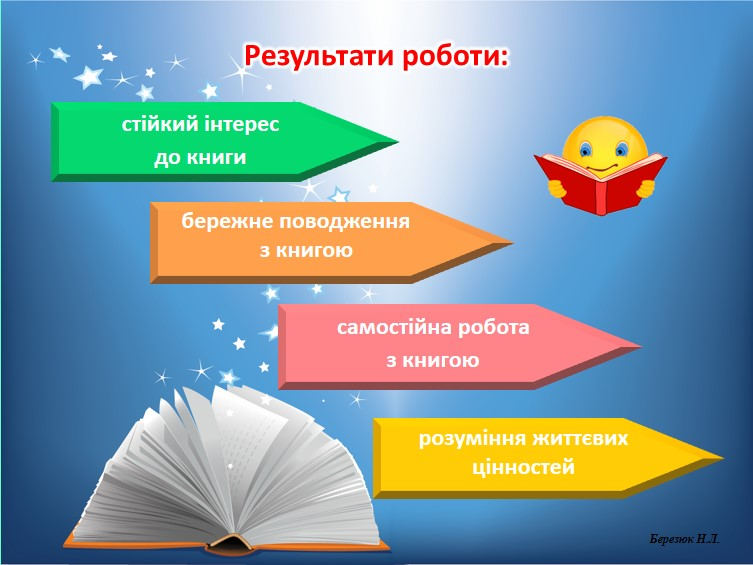 Результати роботи:
стійкий інтерес
до книги
бережне поводження
з книгою
самостійна робота
з книгою
розуміння життєвих
цінностей
Березюк Н.Л.